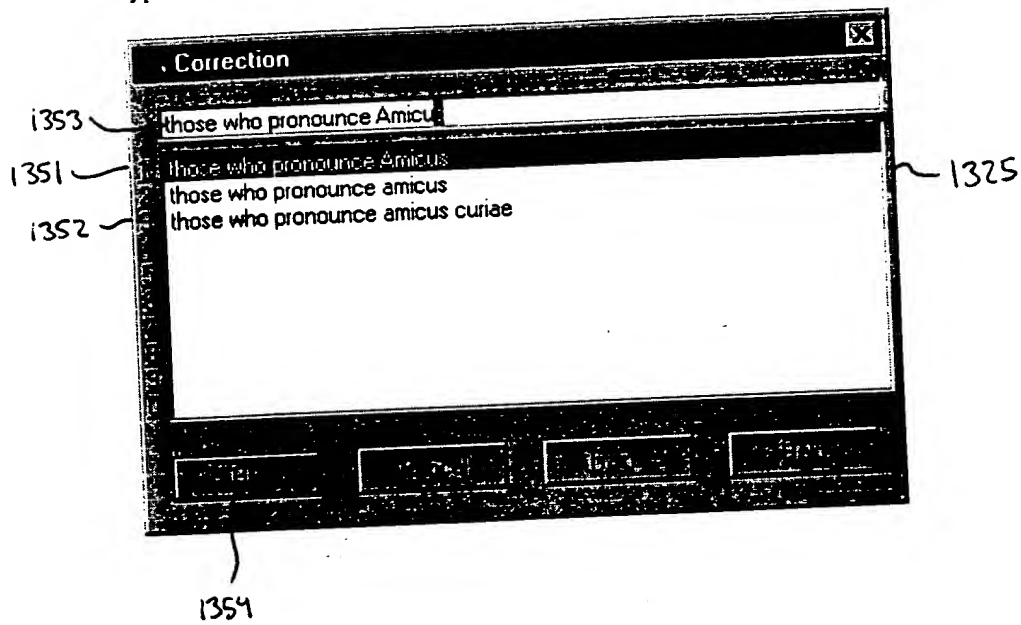 . Correction
1353
those who pronounce Amicu
1351
those who pronounce Amicus
1325
those who pronounce amicus
1352
those who pronounce amicus curiae
1354